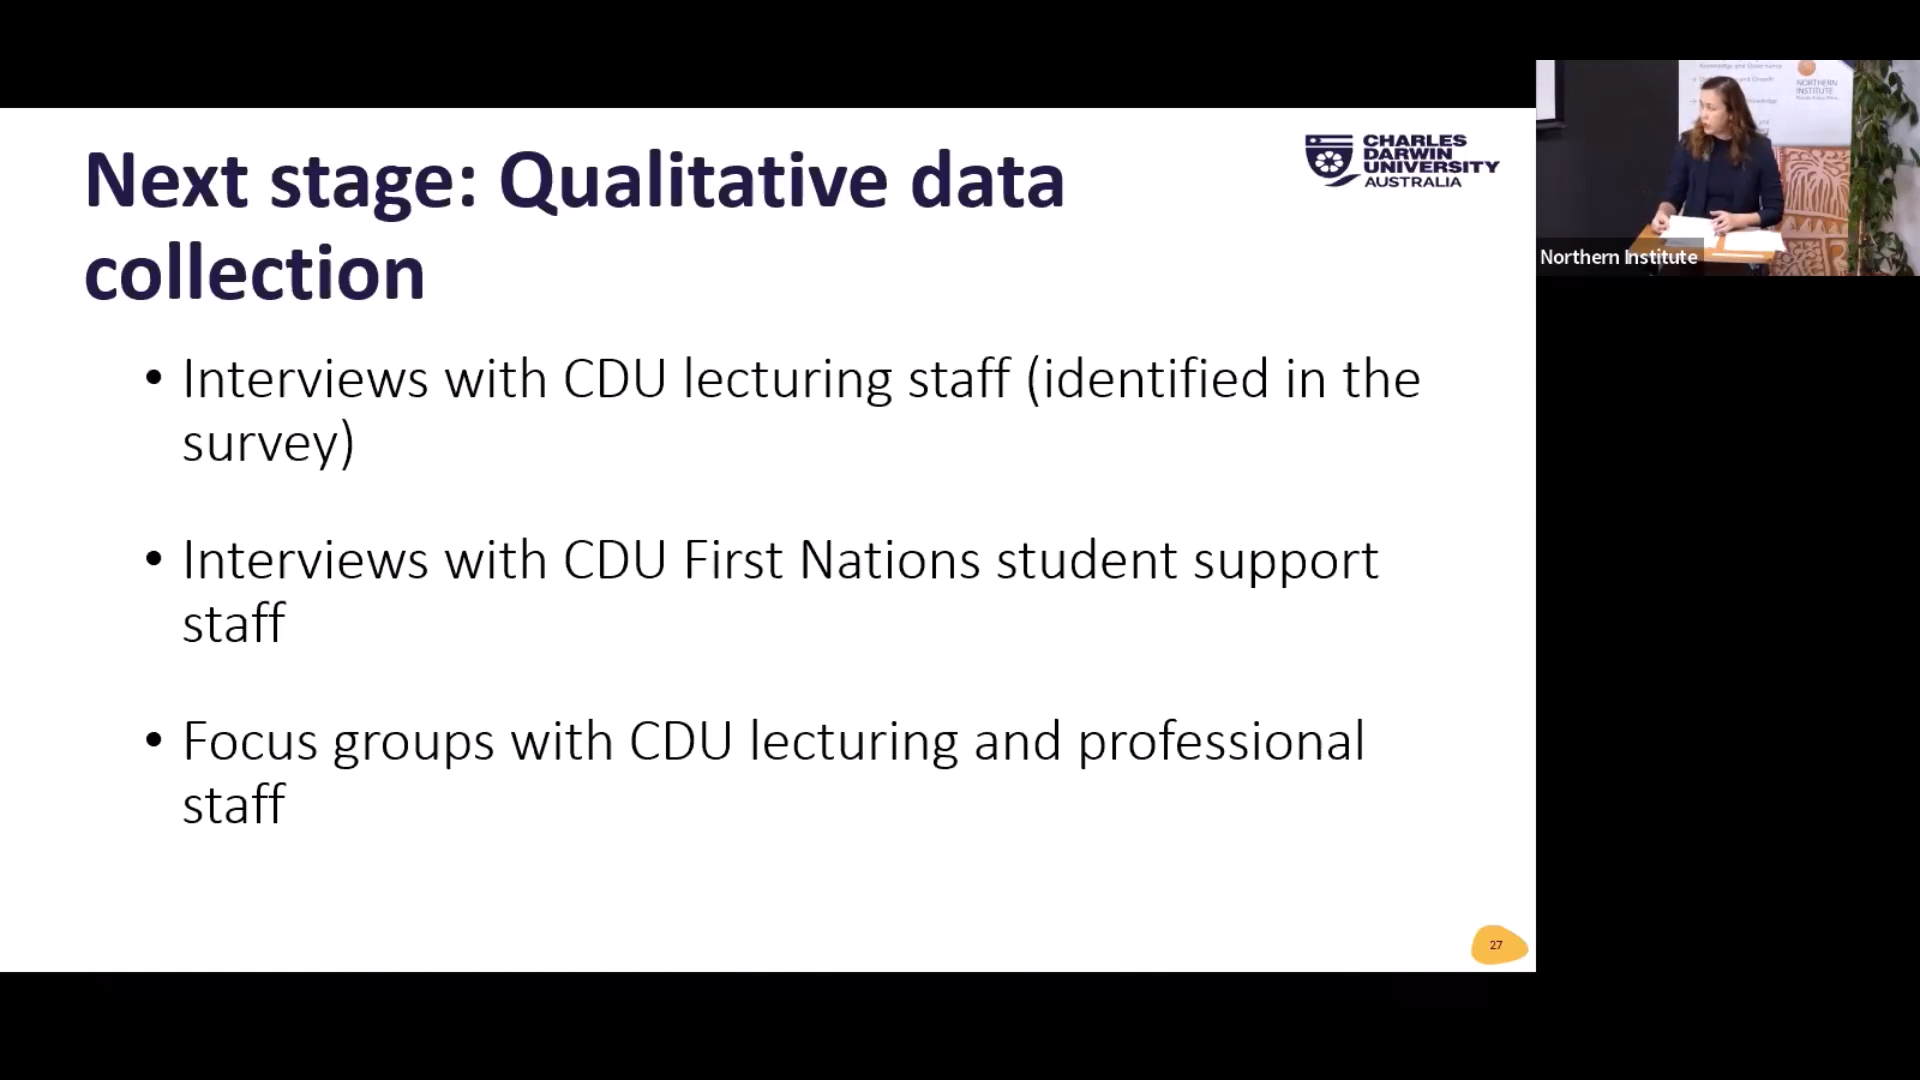 Next stage: Qualitative data
collection
CHARLES
DARWIN
UNIVERSITY
AUSTRALIA
• Interviews with CDU lecturing staff (identified in the
survey)
• Interviews with CDU First Nations student support
staff
• Focus groups with CDU lecturing and professional
staff
27
NORTHERN
INSTITUTE
Northern Institute